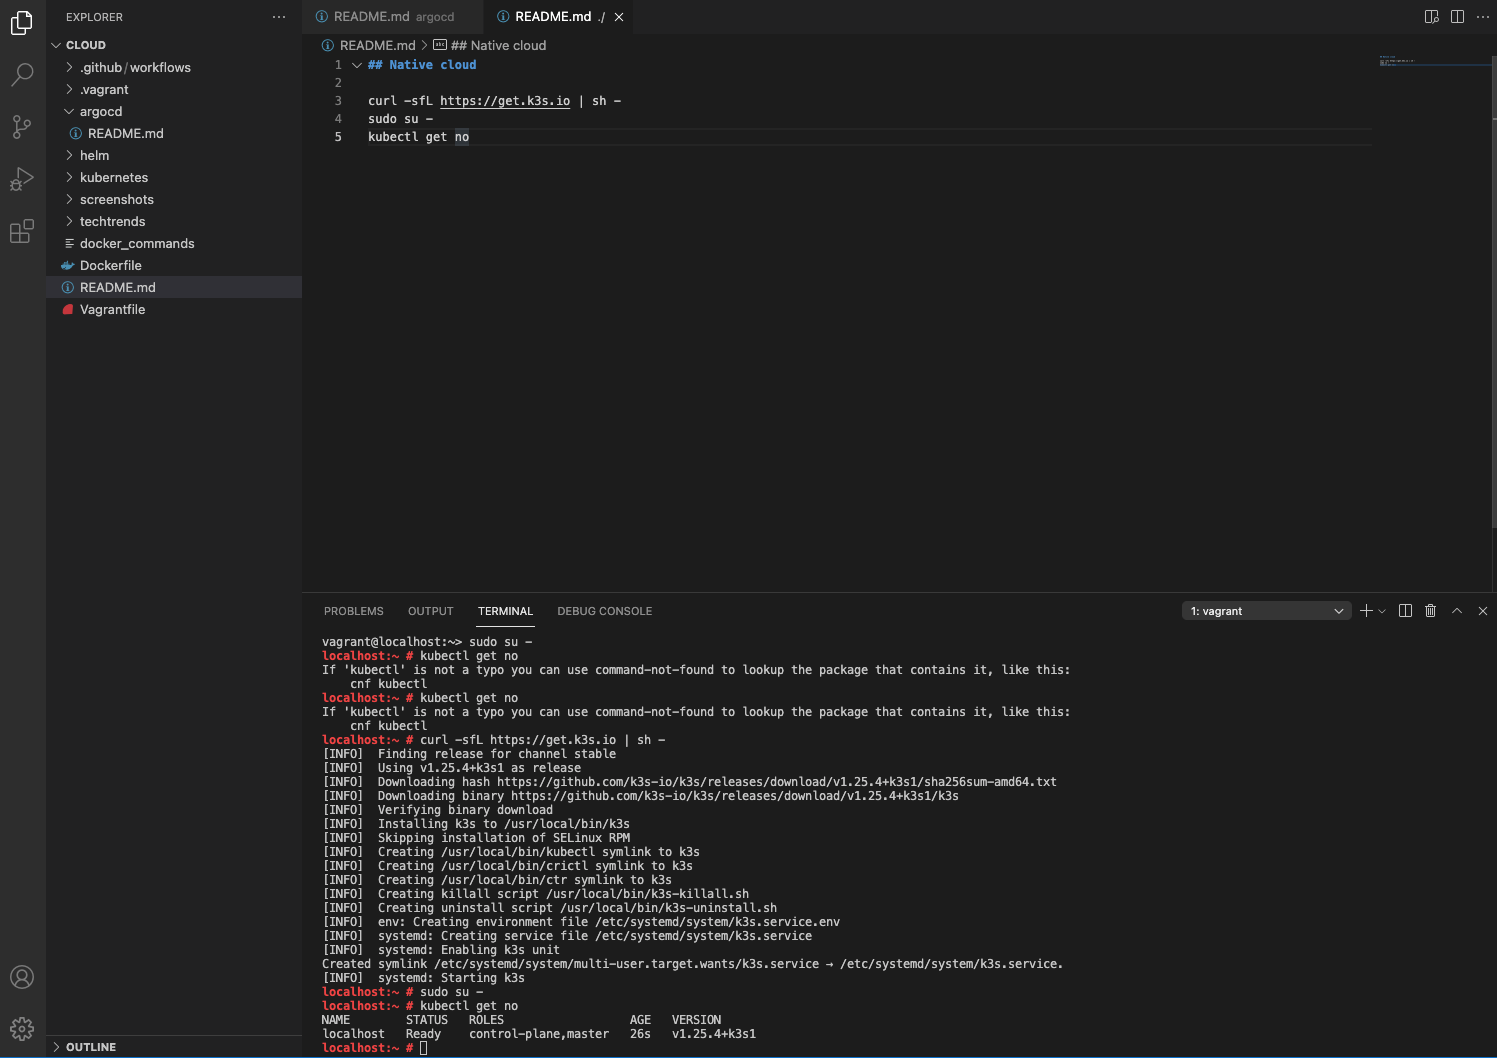 EXPLORER
CLOUD
.github/workflows
.vagrant
argocd
README.md
helm
kubernetes
screenshots
techtrends
docker_commands
Dockerfile
README.md
Vagrantfile
OUTLINE
README.md argocd
README.md ./
README.md > ## Native cloud
1 ## Native cloud
2
3 curl -sfL https://get.k3s.io | sh -
4 sudo su -
5 kubectl get no
PROBLEMS OUTPUT TERMINAL DEBUG CONSOLE
1: vagrant
vagrant@localhost:~> sudo su -
localhost:~ # kubectl get no
If 'kubectl' is not a typo you can use command-not-found to lookup the package that contains it, like this:
cnf kubectl
localhost:~ # kubectl get no
If 'kubectl' is not a typo you can use command-not-found to lookup the package that contains it, like this:
cnf kubectl
localhost:~ # curl -sfL https://get.k3s.io | sh -
[INFO]  Finding release for channel stable
[INFO]  Using v1.25.4+k3s1 as release
[INFO]  Downloading hash https://github.com/k3s-io/k3s/releases/download/v1.25.4+k3s1/sha256sum-amd64.txt
[INFO]  Downloading binary https://github.com/k3s-io/k3s/releases/download/v1.25.4+k3s1/k3s
[INFO]  Verifying binary download
[INFO]  Installing k3s to /usr/local/bin/k3s
[INFO]  Skipping installation of SELinux RPM
[INFO]  Creating /usr/local/bin/kubectl symlink to k3s
[INFO]  Creating /usr/local/bin/crictl symlink to k3s
[INFO]  Creating /usr/local/bin/ctr symlink to k3s
[INFO]  Creating killall script /usr/local/bin/k3s-killall.sh
[INFO]  Creating uninstall script /usr/local/bin/k3s-uninstall.sh
[INFO]  env: Creating environment file /etc/systemd/system/k3s.service.env
[INFO]  systemd: Creating service file /etc/systemd/system/k3s.service
[INFO]  systemd: Enabling k3s unit
Created symlink /etc/systemd/system/multi-user.target.wants/k3s.service → /etc/systemd/system/k3s.service.
[INFO]  systemd: Starting k3s
localhost:~ # sudo su -
localhost:~ # kubectl get no
NAME        STATUS   ROLES                  AGE   VERSION
localhost   Ready    control-plane,master   26s   v1.25.4+k3s1
localhost:~ #